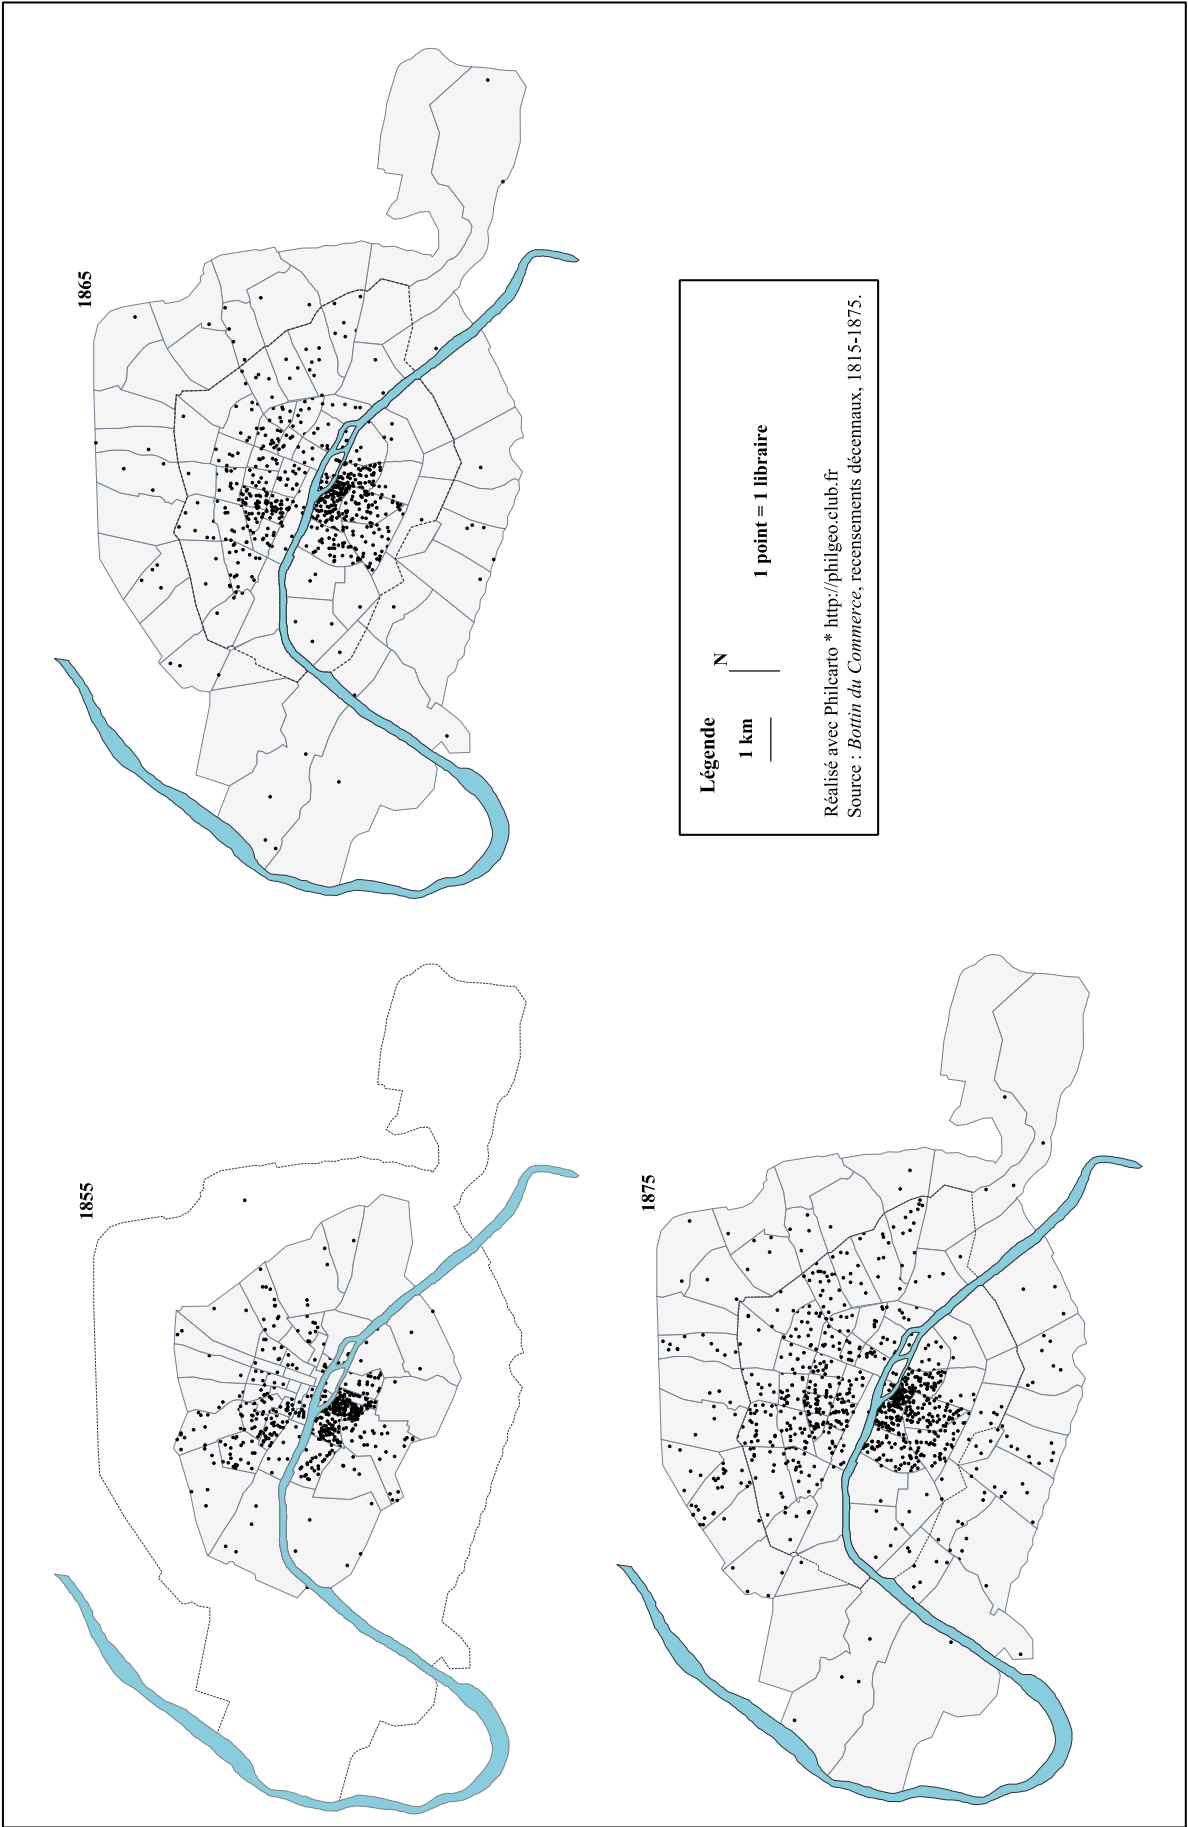 1855
1865
1875
Légende
N
1 km
1 point = 1 libraire
Réalisé avec Philcarto * http://philgeo.club.fr
Source : Bottin du Commerce, recensements décennaux, 1815-1875.